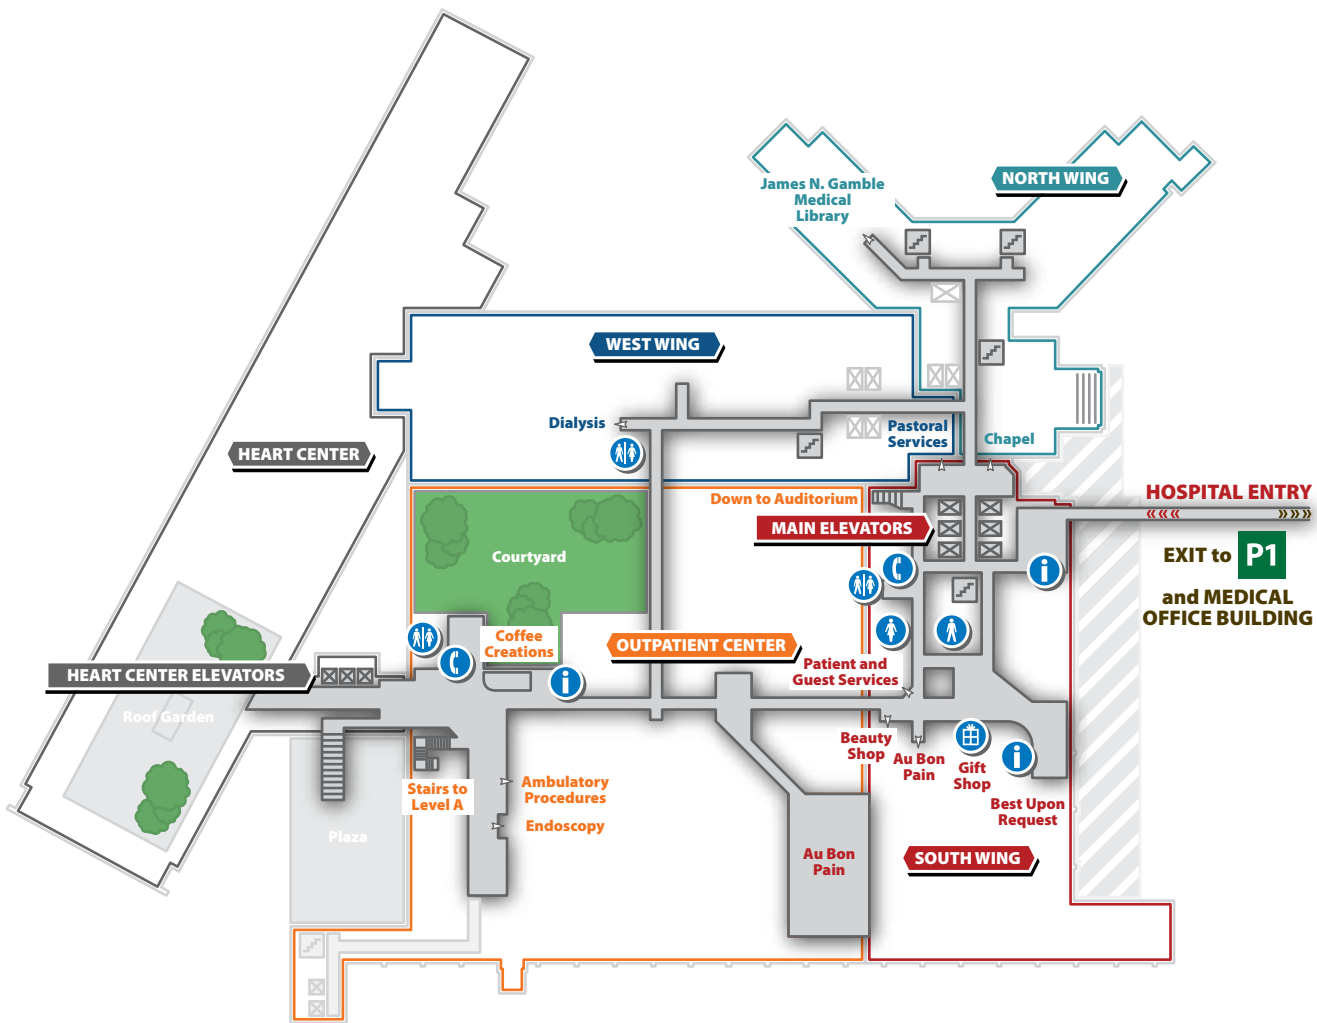 James N. Gamble
Medical
Library
NORTH WING
WEST WING
Dialysis
Pastoral
Services
Chapel
HEART CENTER
Down to Auditorium
HOSPITAL ENTRY
«««
»»»
MAIN ELEVATORS
EXIT to P1
and MEDICAL
OFFICE BUILDING
Courtyard
i
Coffee
Creations
OUTPATIENT CENTER
HEART CENTER ELEVATORS
i
Patient and
Guest Services
Roof Garden
Beauty
Shop
Au Bon
Pain
Gift
Shop
i
Best Upon
Request
Stairs to
Level A
Ambulatory
Procedures
Endoscopy
Plaza
Au Bon
Pain
SOUTH WING